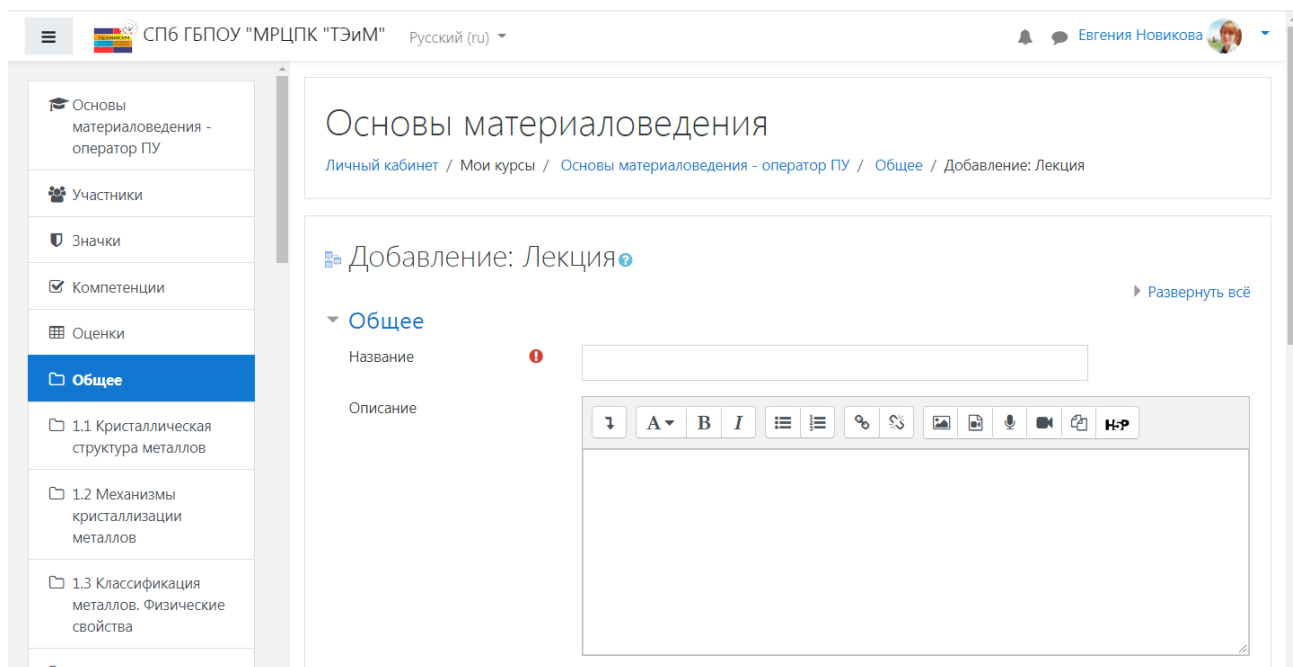 СПб ГБПОУ "МРЦПК "ТЭиМ" Русский (ru)
Евгения Новикова
Основы
материаловедения -
оператор ПУ
Участники
Значки
Компетенции
Оценки
Общее
1.1 Кристаллическая
структура металлов
1.2 Механизмы
кристаллизации
металлов
1.3 Классификация
металлов. Физические
свойства
Основы материаловедения
Личный кабинет / Мои курсы / Основы материаловедения - оператор ПУ / Общее / Добавление: Лекция
Добавление: Лекция
Развернуть всё
Общее
Название
Описание
A B I H5P